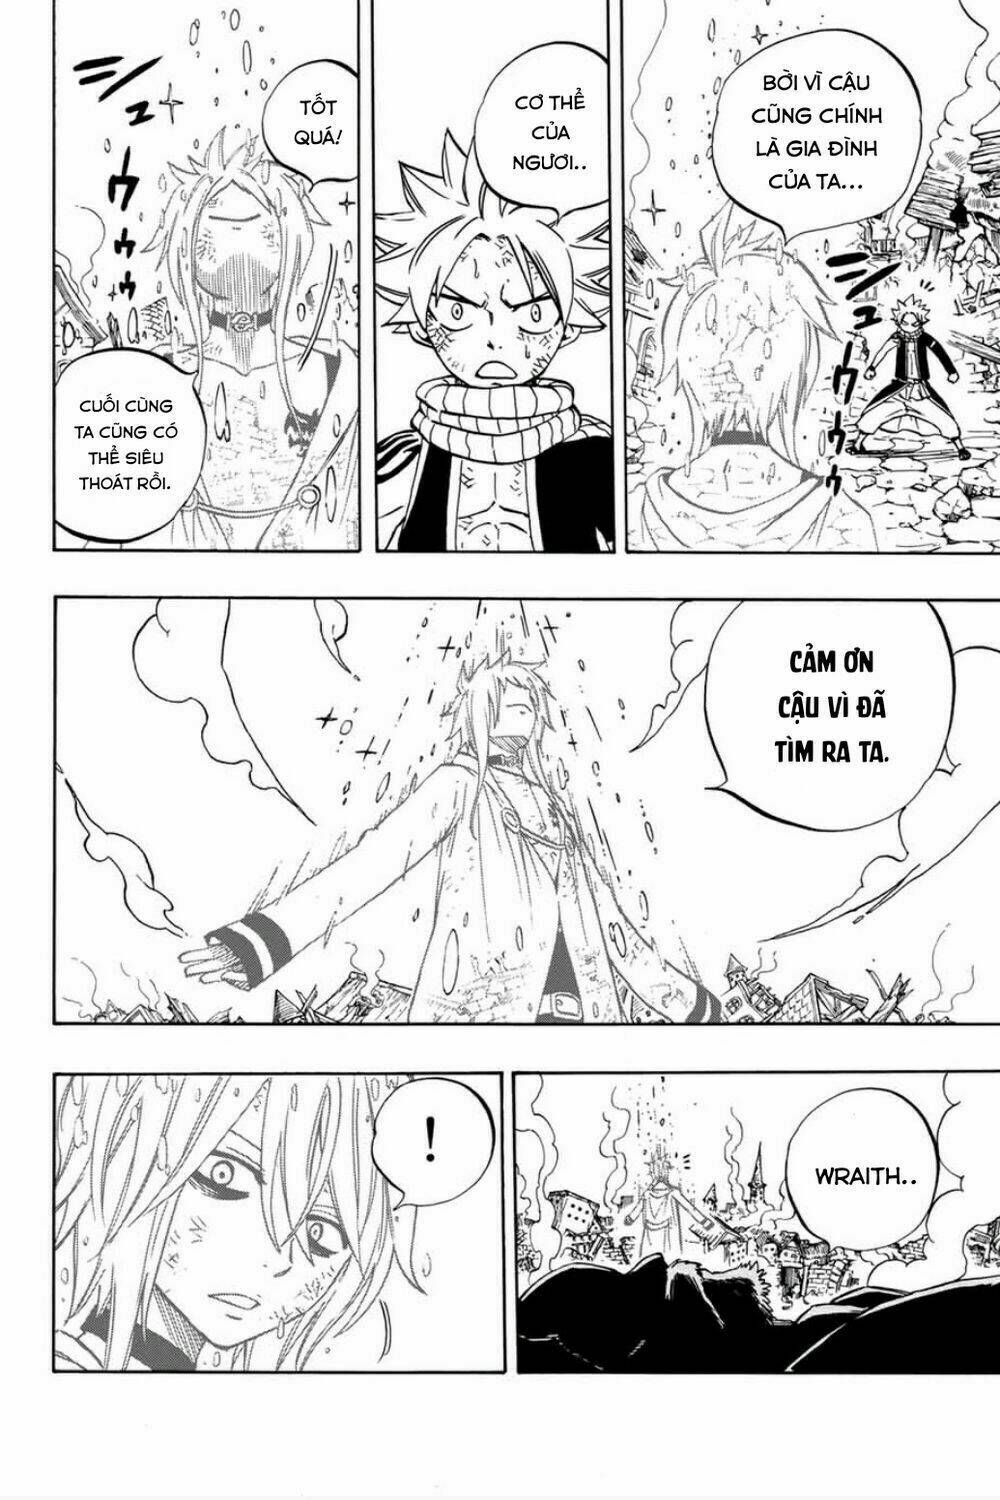 BỜI VÌ CẬU
CŨNG CHÍNH
LÀ GIA ĐÌNH
CỦA TA...
CƠ THỂ
CỦA
NGƯƠI..
TỐT
QUÁ!
CUỐI CÙNG
TA CŨNG CÓ
THỂ SIÊU
THOÁT RỒI.
CẢM ƠN
CẬU VÌ ĐÃ
TÌM RA TA.
WRAITH..
!